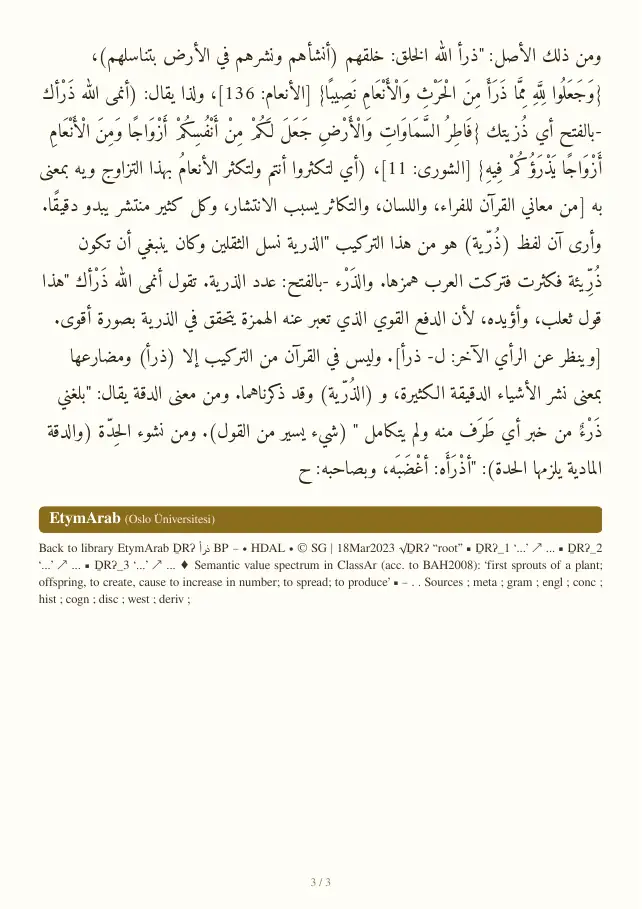 ومن ذلك الأصل: "ذرأ الله الخلق: خلقهم (أنشأهم ونشرهم في الأرض بتناسلهم)،
{وَجَعَلُوا لِلَّهِ مِمَّا ذَرَأَ مِنَ الْحَرْثِ وَالْأَنْعَامِ نَصِيبًا} [الأنعام: 136]، ولذا يقال: (أنمى الله ذَرْأك
-بالفتح أي ذُريتك {فَاطِرُ السَّمَاوَاتِ وَالْأَرْضِ جَعَلَ لَكُمْ مِنْ أَنْفُسِكُمْ أَزْوَاجًا وَمِنَ الْأَنْعَامِ
أَزْوَاجًا يَذْرَؤُكُمْ فِيهِ} [الشورى: 11]، (أي لتكثروا أنتم ولتكثر الأنعامُ بهذا التزاوج وبه بمعنى
به [من معاني القرآن للفراء، واللسان، والتكاثر يسبب الانتشار، وكل كثير منتشر يبدو دقيقًا.
وأرى آن لفظ (ذُرّية) هو من هذا التركيب "الذرية نسل الثقلين وكان ينبغي أن تكون
ذُرِّيئة فكثرت فتركت العرب همزها. والذَرْء -بالفتح: عدد الذرية. تقول أنمى الله ذَرْأك "هذا
قول ثعلب، وأؤيده، لأن الدفع القوي الذي تعبر عنه الهمزة يتحقق في الذرية بصورة أقوى.
[وينظر عن الرأي الآخر: ل- ذرأ]. وليس في القرآن من التركيب إلا (ذرأ) ومضارعها
بمعنى نشر الأشياء الدقيقة الكثيرة، و (الذُرّية) وقد ذكرناهما. ومن معنى الدقة يقال: "بلغني
ذَرْءٌ من خبر أي طَرَف منه ولم يتكامل " (شيء يسير من القول). ومن نشوء الحِدّة (والدقة
المادية يلزمها الحدة): "أذْرَأَه: أغْضَبَه، وبصاحبه: ح
EtymArab (Oslo Üniversitesi)
Back to library EtymArab ḎRʔ ذرأ BP – • HDAL • © SG | 18Mar2023 √ḎRʔ “root” ▪ ḎRʔ_1 ‘...’ ↗ ... ▪ ḎRʔ_2
‘...’ ↗ ... ▪ ḎRʔ_3 ‘...’ ↗ ... ♦ Semantic value spectrum in ClassAr (acc. to BAH2008): ‘first sprouts of a plant;
offspring, to create, cause to increase in number; to spread; to produce’ ▪ – . . Sources ; meta ; gram ; engl ; conc ;
hist ; cogn ; disc ; west ; deriv ;
3 / 3